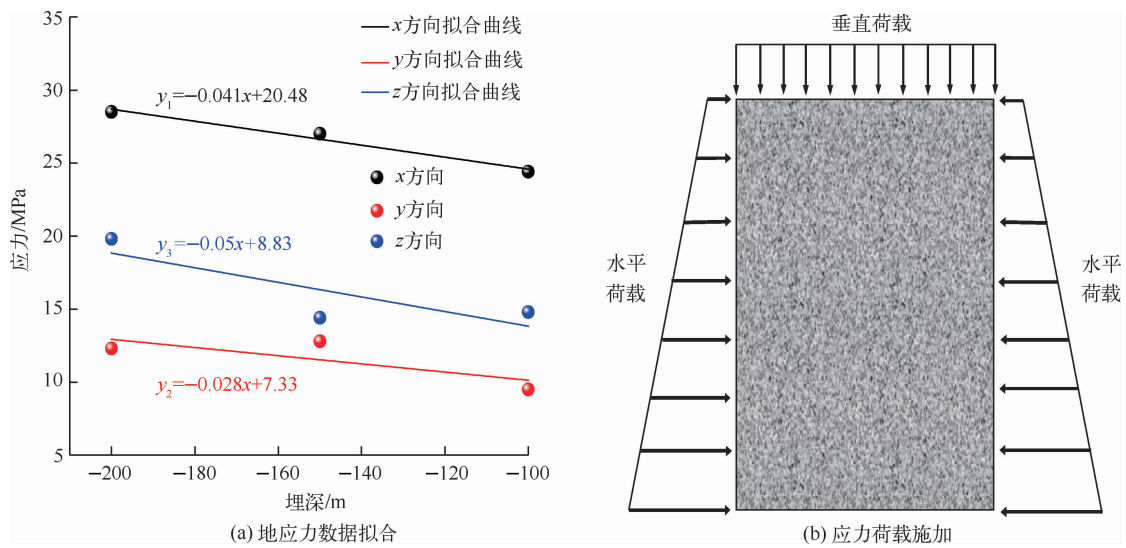 35
30
25
20
15
10
5
应力/MPa
x方向拟合曲线
y方向拟合曲线
z方向拟合曲线
y₁=−0.041x+20.48
x方向
y方向
z方向
y₃=−0.05x+8.83
y₂=−0.028x+7.33
−200 −180 −160 −140 −120 −100
埋深/m
(a) 地应力数据拟合
垂直荷载
水平
荷载
水平
荷载
(b) 应力荷载施加